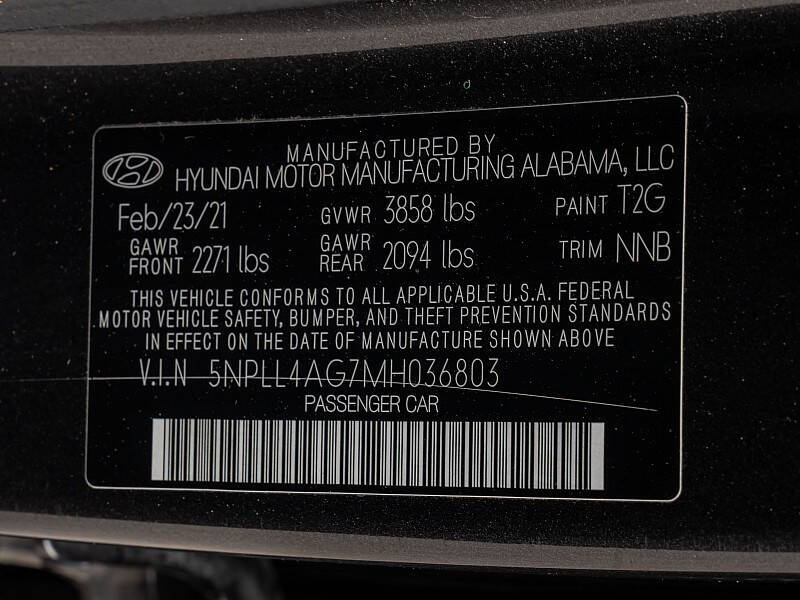 MANUFACTURED BY
HYUNDAI MOTOR MANUFACTURING ALABAMA, LLC
Feb/23/21 GVWR 3858 lbs PAINT T2G
GAWR FRONT 2271 lbs GAWR REAR 2094 lbs TRIM NNB
THIS VEHICLE CONFORMS TO ALL APPLICABLE U.S.A. FEDERAL
MOTOR VEHICLE SAFETY, BUMPER, AND THEFT PREVENTION STANDARDS
IN EFFECT ON THE DATE OF MANUFACTURE SHOWN ABOVE
V.I.N 5NPLL4AG7MH036803
PASSENGER CAR